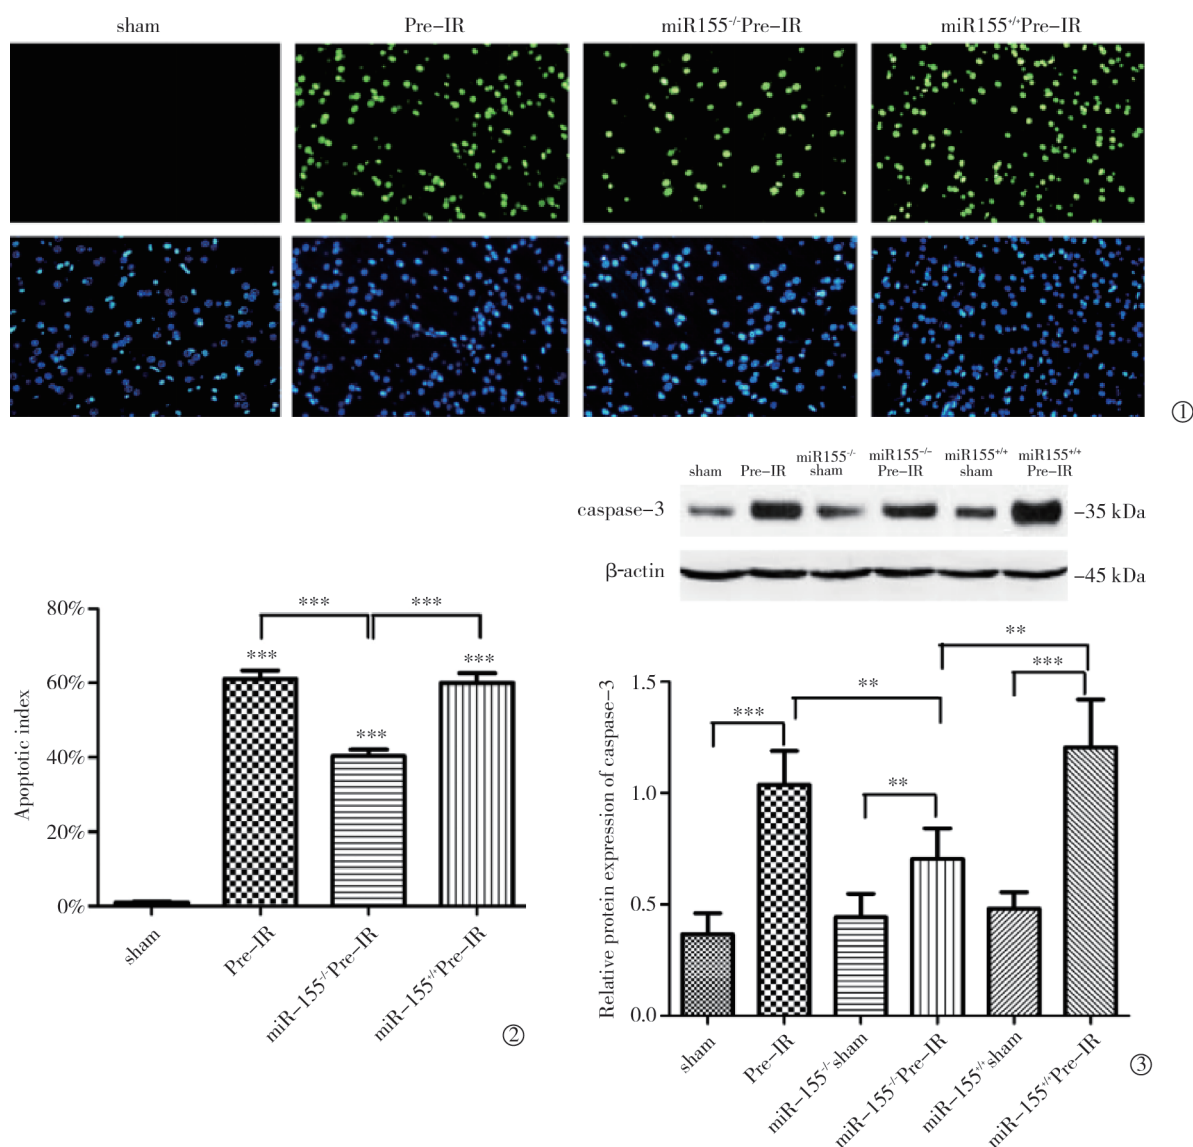 sham Pre–IR miR155⁻/⁻Pre–IR miR155⁺/⁺Pre–IR
①
sham Pre–IR miR155⁻/⁻ sham miR155⁻/⁻ Pre–IR miR155⁺/⁺ sham miR155⁺/⁺ Pre–IR
caspase–3 –35 kDa
β-actin –45 kDa
Apoptotic index
80%
60%
40%
20%
0%
*** ***
*** *** ***
sham
Pre–IR
miR–155⁻/⁻Pre–IR
miR–155⁺/⁺Pre–IR
②
Relative protein expression of caspase–3
1.5
1.0
0.5
0.0
**
***
**
***
**
sham
Pre–IR
miR–155⁻/⁻sham
miR–155⁻/⁻Pre–IR
miR–155⁺/⁺sham
miR–155⁺/⁺Pre–IR
③